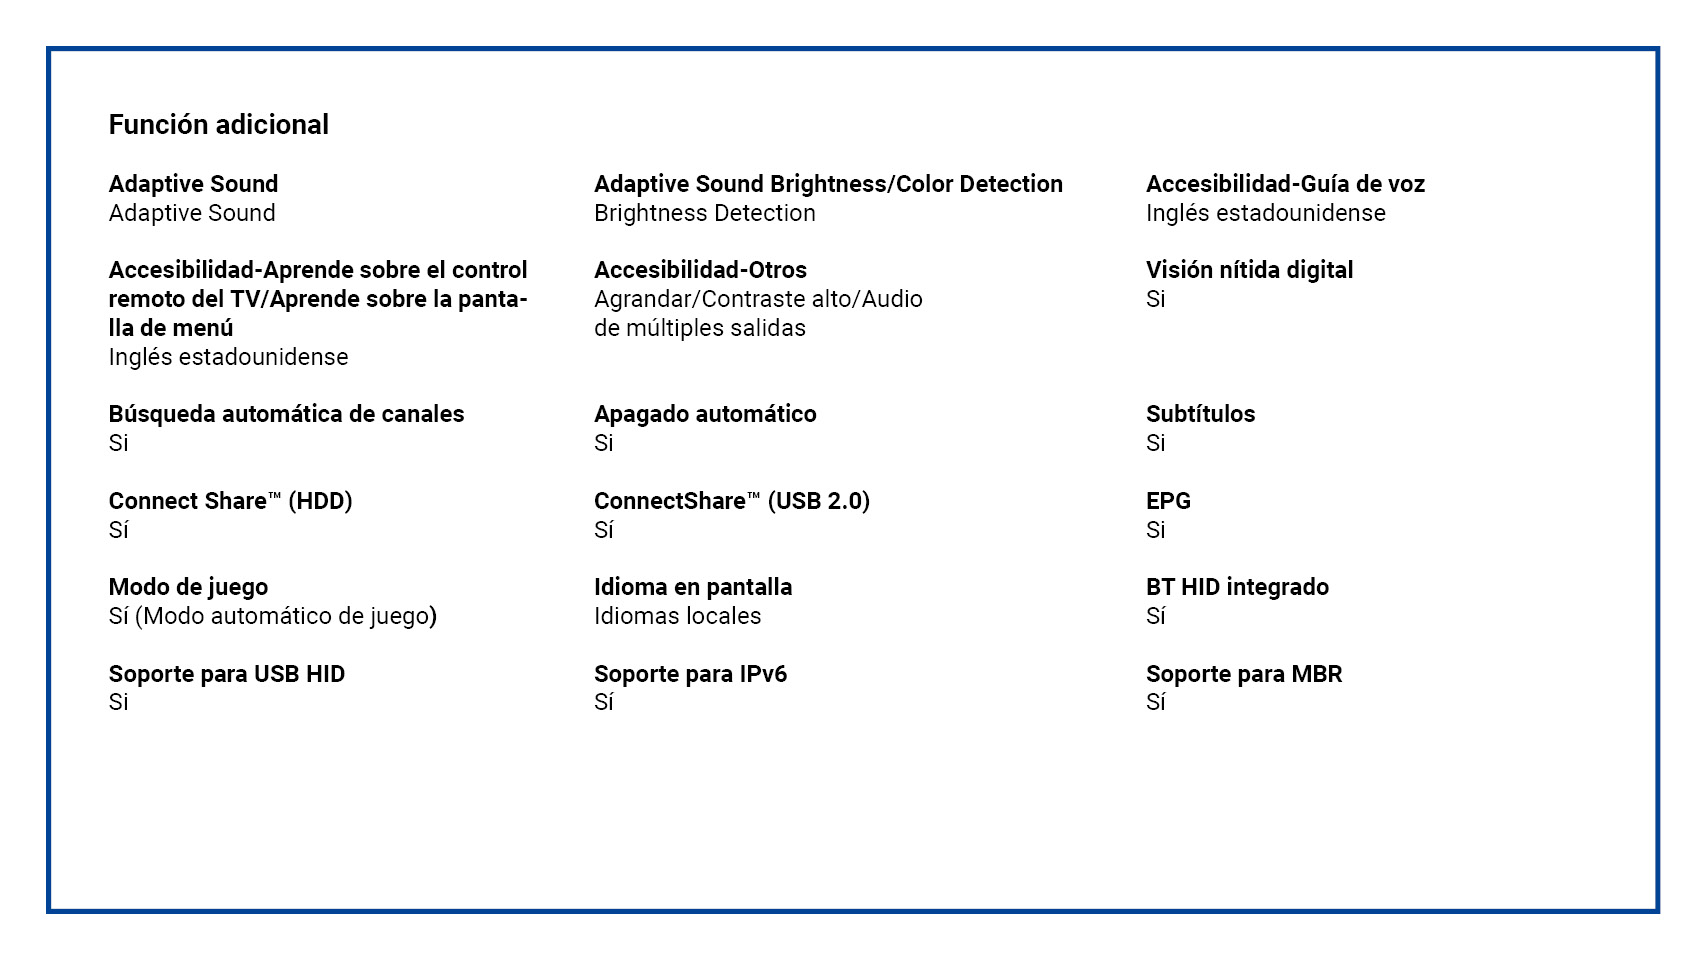 Función adicional
Adaptive Sound
Adaptive Sound
Adaptive Sound Brightness/Color Detection
Brightness Detection
Accesibilidad-Guía de voz
Inglés estadounidense
Accesibilidad-Aprende sobre el control
remoto del TV/Aprende sobre la panta-
lla de menú
Inglés estadounidense
Accesibilidad-Otros
Agrandar/Contraste alto/Audio
de múltiples salidas
Visión nítida digital
Si
Búsqueda automática de canales
Si
Apagado automático
Si
Subtítulos
Si
Connect Share™ (HDD)
Sí
ConnectShare™ (USB 2.0)
Sí
EPG
Si
Modo de juego
Sí (Modo automático de juego)
Idioma en pantalla
Idiomas locales
BT HID integrado
Sí
Soporte para USB HID
Si
Soporte para IPv6
Sí
Soporte para MBR
Sí